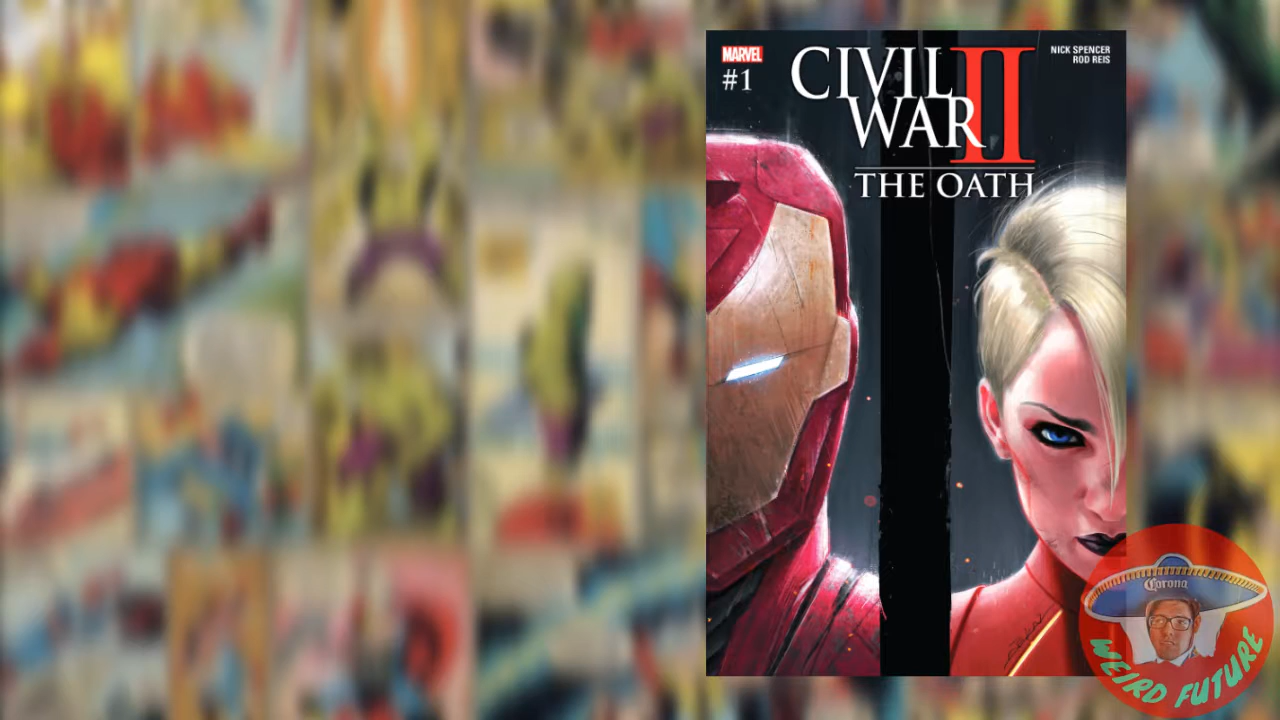 MARVEL
#1
CIVIL
WAR
II
THE OATH
NICK SPENCER
ROD REIS
Corona
WEIRD FUTURE